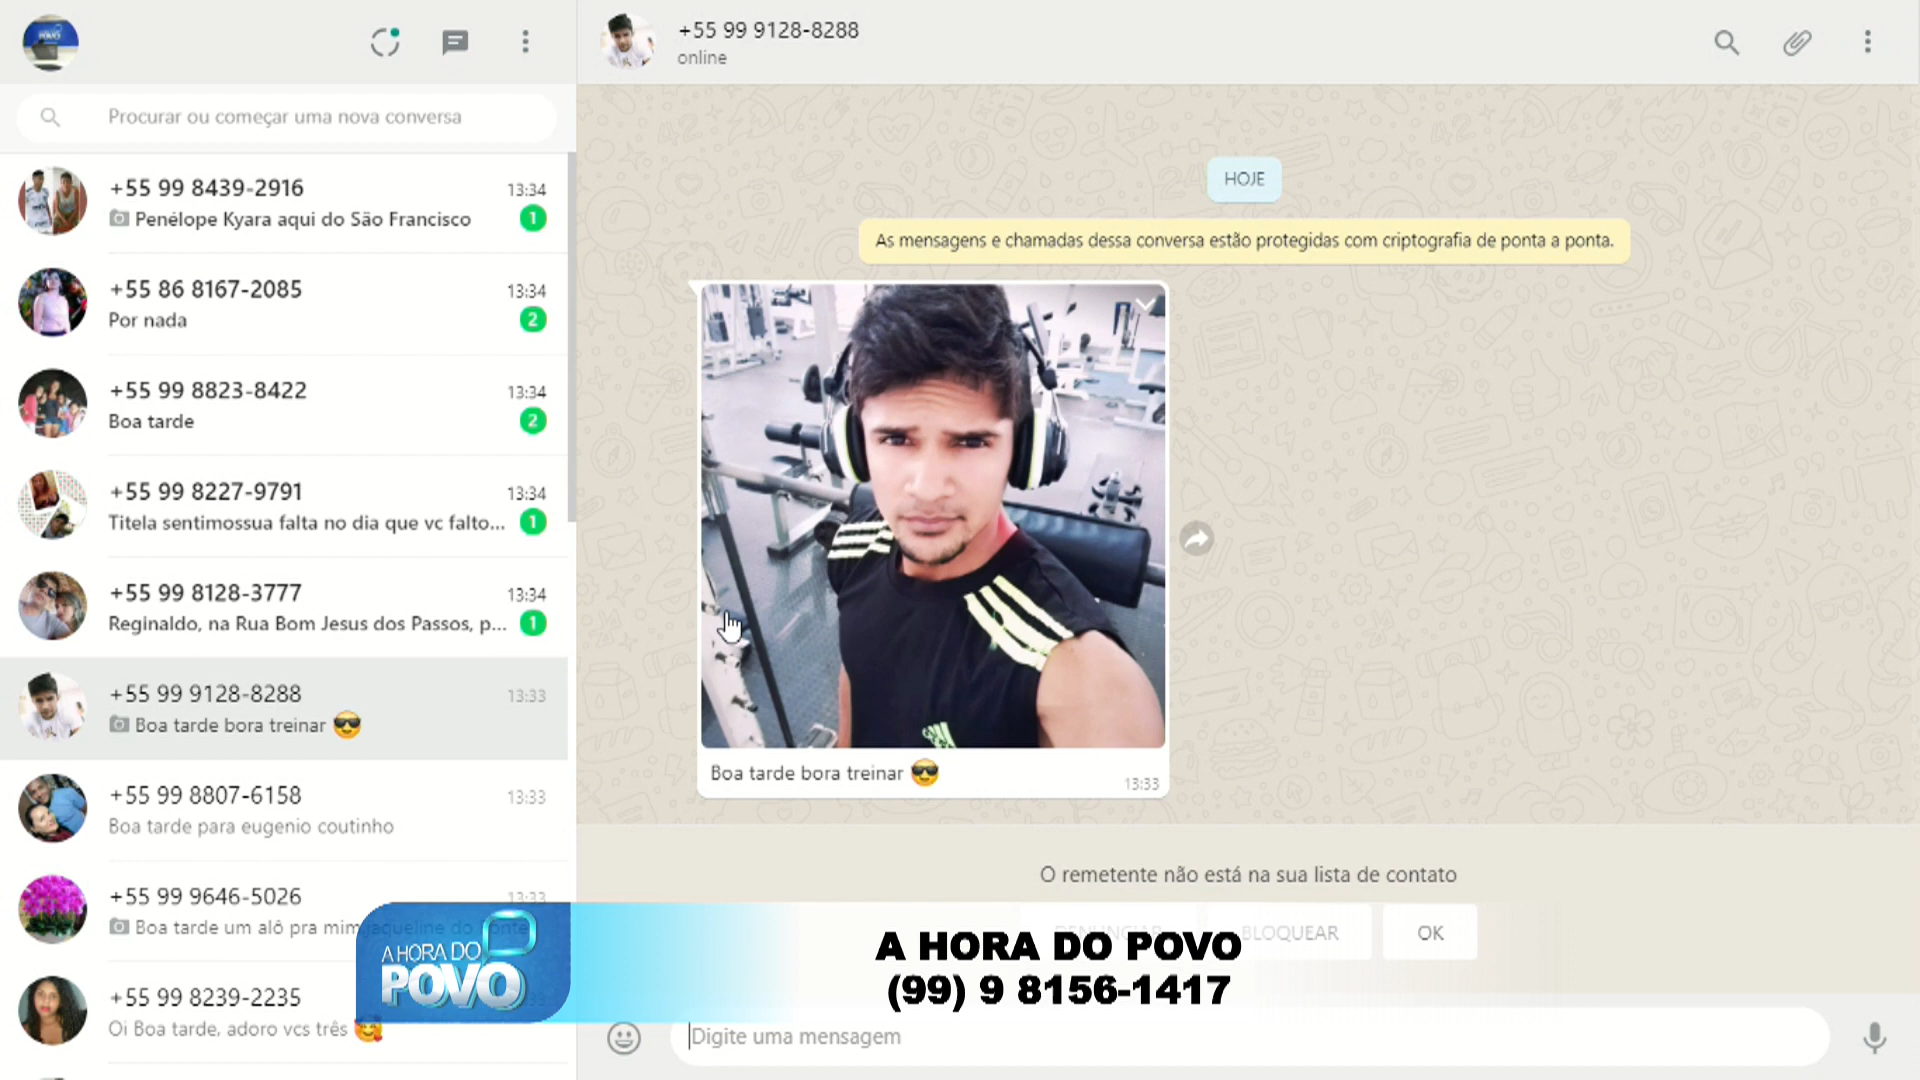 Procurar ou começar uma nova conversa
+55 99 8439-2916
13:34
Penélope Kyara aqui do São Francisco
1
+55 86 8167-2085
13:34
Por nada
2
+55 99 8823-8422
13:34
Boa tarde
2
+55 99 8227-9791
13:34
Titela sentimossua falta no dia que vc falto...
1
+55 99 8128-3777
13:34
Reginaldo, na Rua Bom Jesus dos Passos, p...
1
+55 99 9128-8288
13:33
Boa tarde bora treinar 😎
+55 99 8807-6158
13:33
Boa tarde para eugenio coutinho
+55 99 9646-5026
13:33
Boa tarde um alô pra mim jaqueline do Ponte
+55 99 8239-2235
Oi Boa tarde, adoro vcs três 🥰
+55 99 9128-8288
online
HOJE
As mensagens e chamadas dessa conversa estão protegidas com criptografia de ponta a ponta.
Boa tarde bora treinar 😎
13:33
O remetente não está na sua lista de contato
DENUNCIAR
BLOQUEAR
OK
A HORA DO
POVO
A HORA DO POVO
(99) 9 8156-1417
Digite uma mensagem